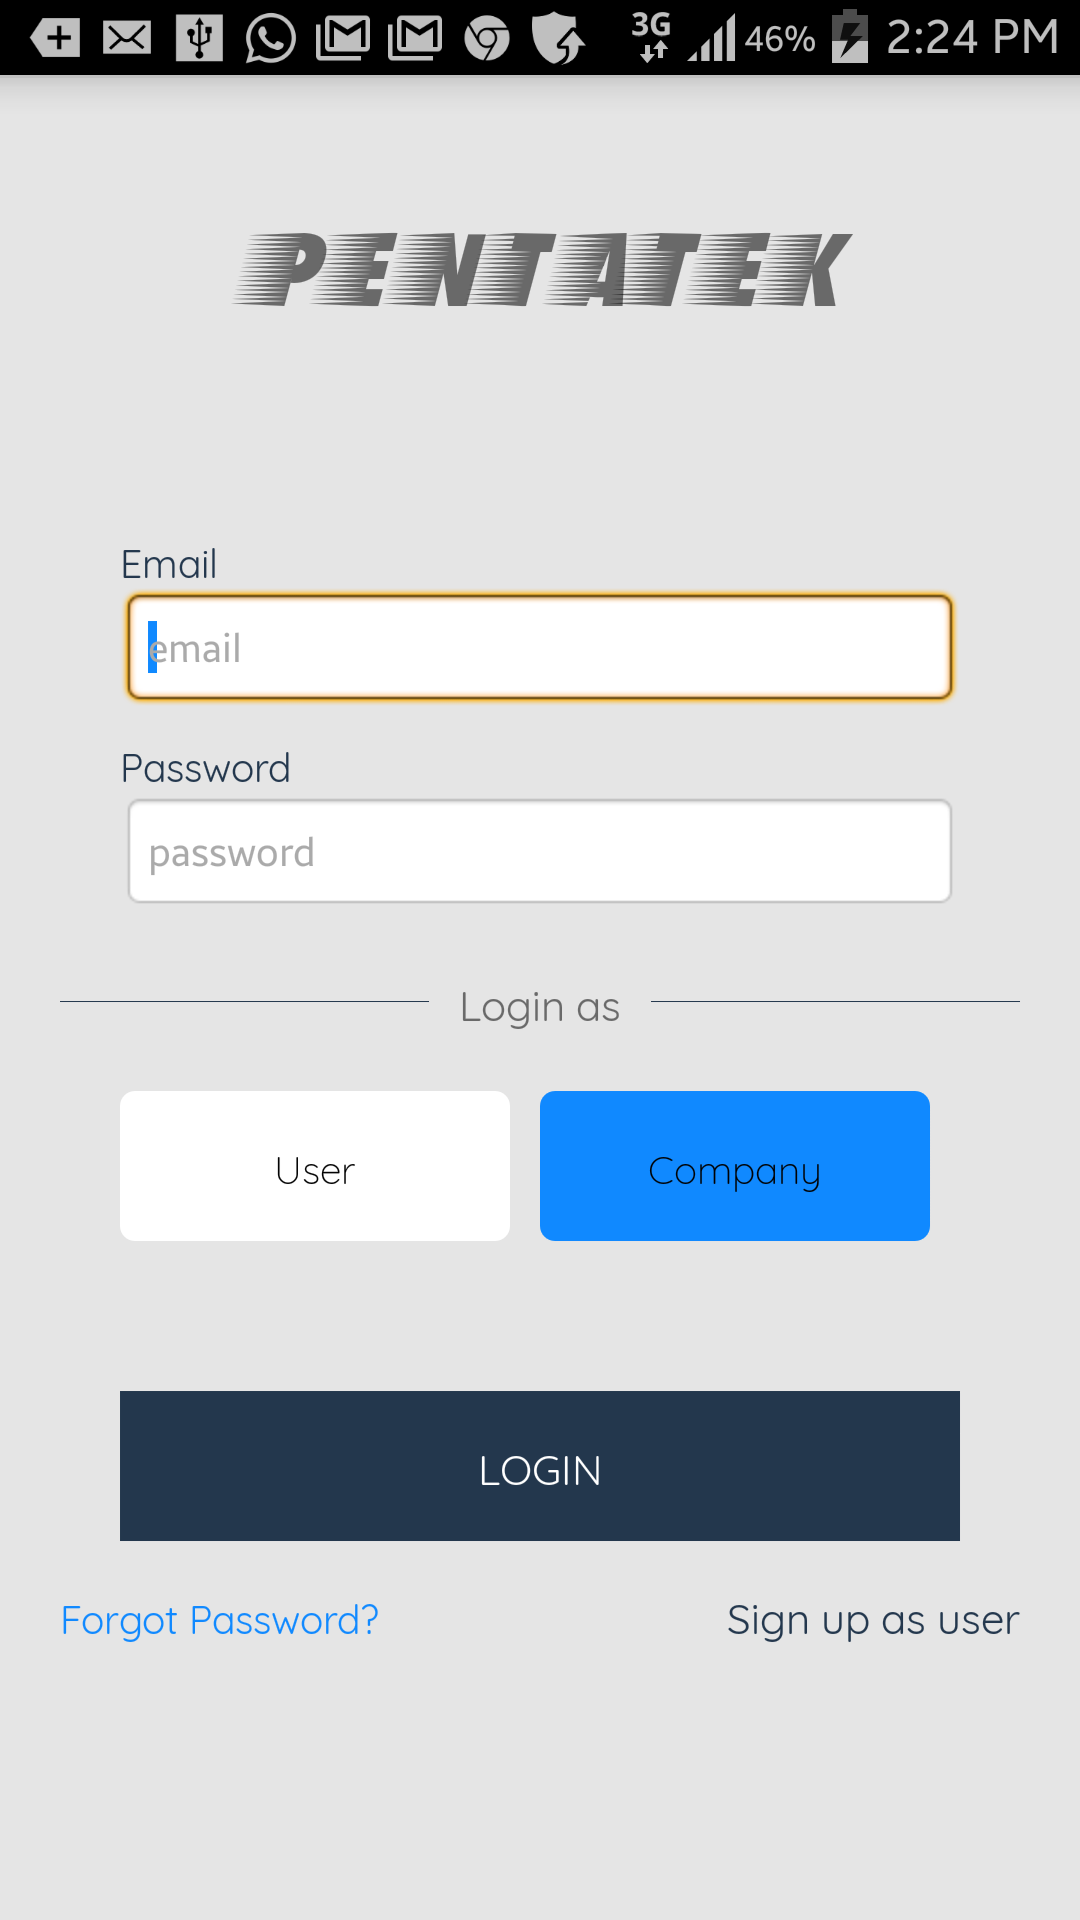 3G 46% 2:24 PM
PENTATEK
Email
email
Password
password
Login as
User Company
LOGIN
Forgot Password? Sign up as user